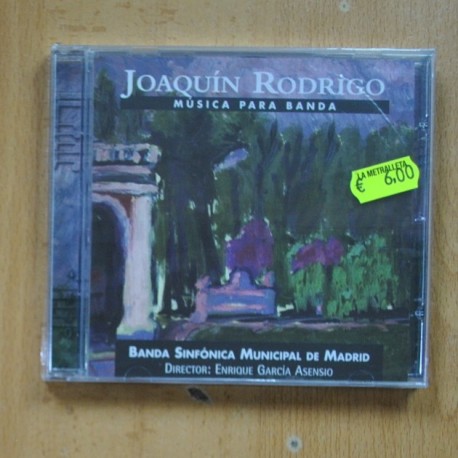 JOAQUÍN RODRIGO
MÚSICA PARA BANDA
LA METRALLETA
€ 6,00
BANDA SINFÓNICA MUNICIPAL DE MADRID
DIRECTOR: ENRIQUE GARCÍA ASENSIO